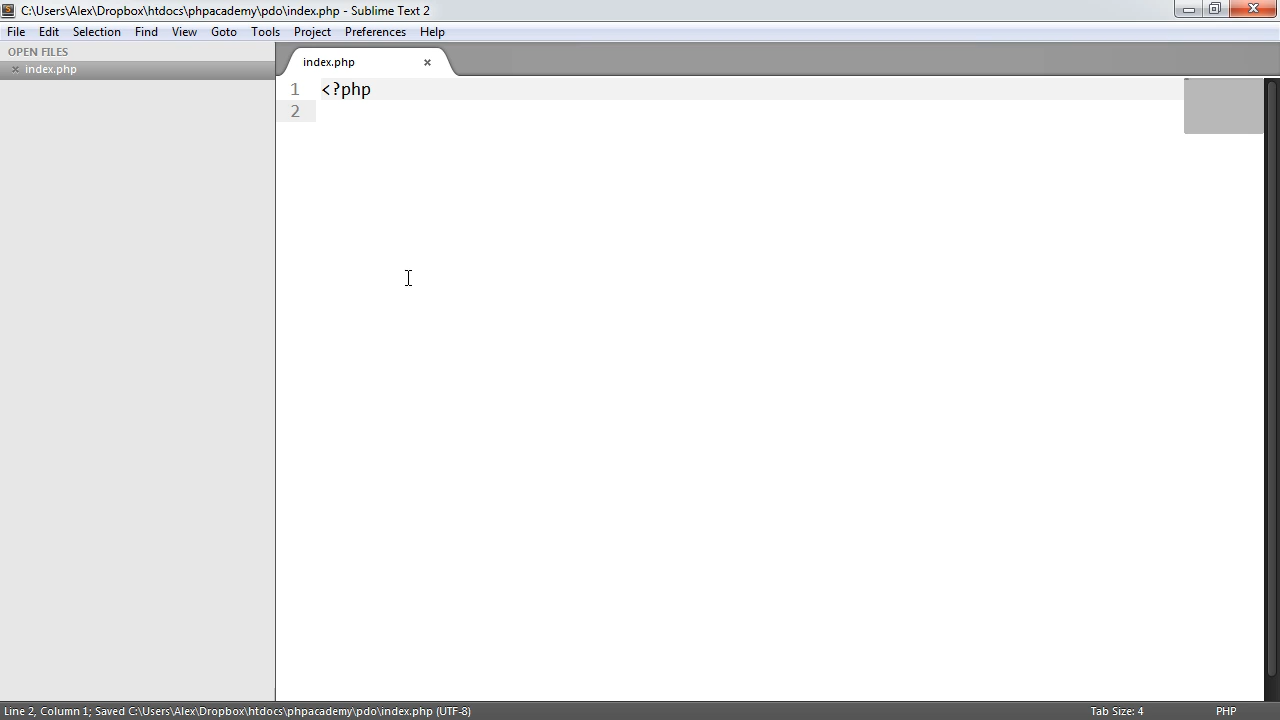 C:\Users\Alex\Dropbox\htdocs\phpacademy\pdo\index.php - Sublime Text 2
File Edit Selection Find View Goto Tools Project Preferences Help
OPEN FILES
index.php
index.php
1 <?php
2
Line 2, Column 1; Saved C:\Users\Alex\Dropbox\htdocs\phpacademy\pdo\index.php (UTF-8) Tab Size: 4 PHP